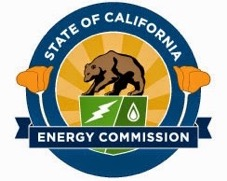 STATE OF CALIFORNIA
ENERGY COMMISSION